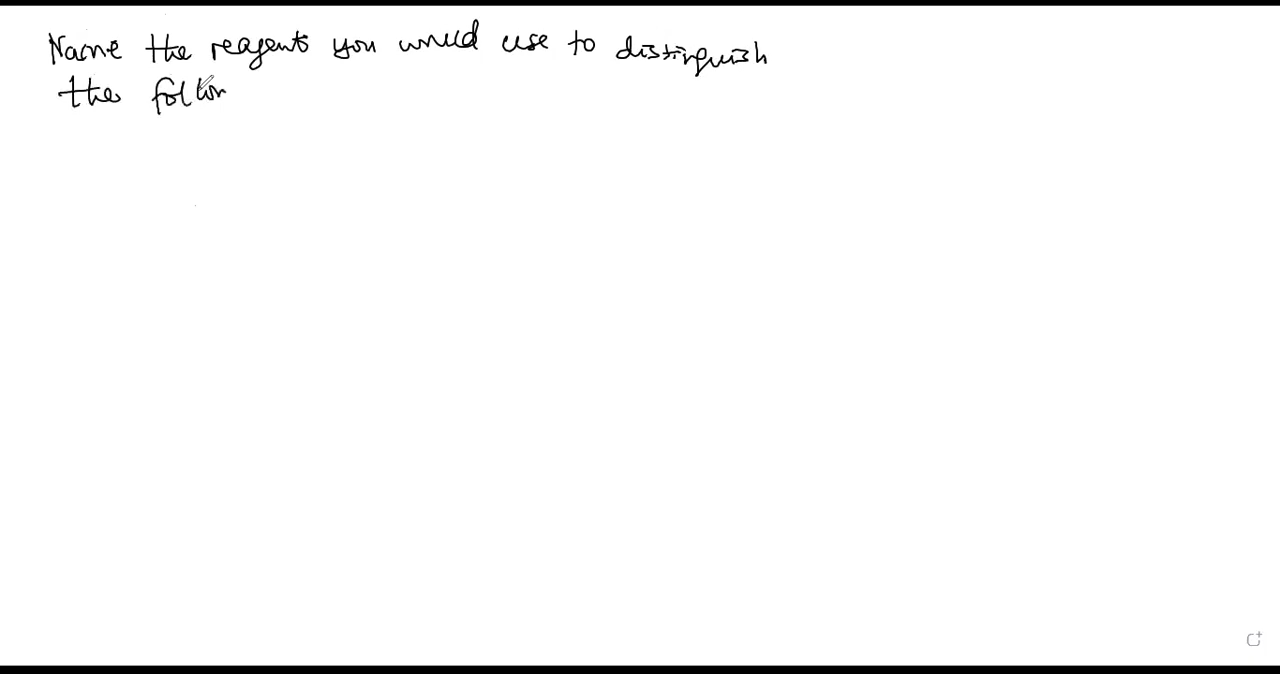 Name the reagents you would use to distinguish
the follow